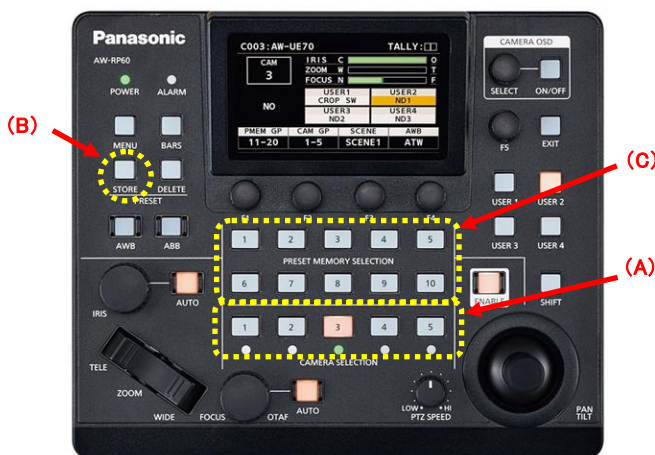 Panasonic
AW-RP60
POWER ALARM
MENU BARS
STORE DELETE
PRESET
AWB ABB
C003:AW-UE70 TALLY:□□
CAM
3
IRIS C O
ZOOM W T
FOCUS N F
NO
USER1
CROP SW
USER2
ND1
USER3
ND2
USER4
ND3
PMEM GP CAM GP SCENE AWB
11-20 1-5 SCENE1 ATW
CAMERA OSD
SELECT ON/OFF
F5 EXIT
USER 1 USER 2
USER 3 USER 4
F1 F2 F3 F4
1 2 3 4 5
PRESET MEMORY SELECTION
6 7 8 9 10
ENABLE SHIFT
1 2 3 4 5
CAMERA SELECTION
IRIS AUTO
TELE
ZOOM
WIDE
FOCUS OTAF AUTO
LOW HI
PTZ SPEED
PAN
TILT
(B)
(C)
(A)